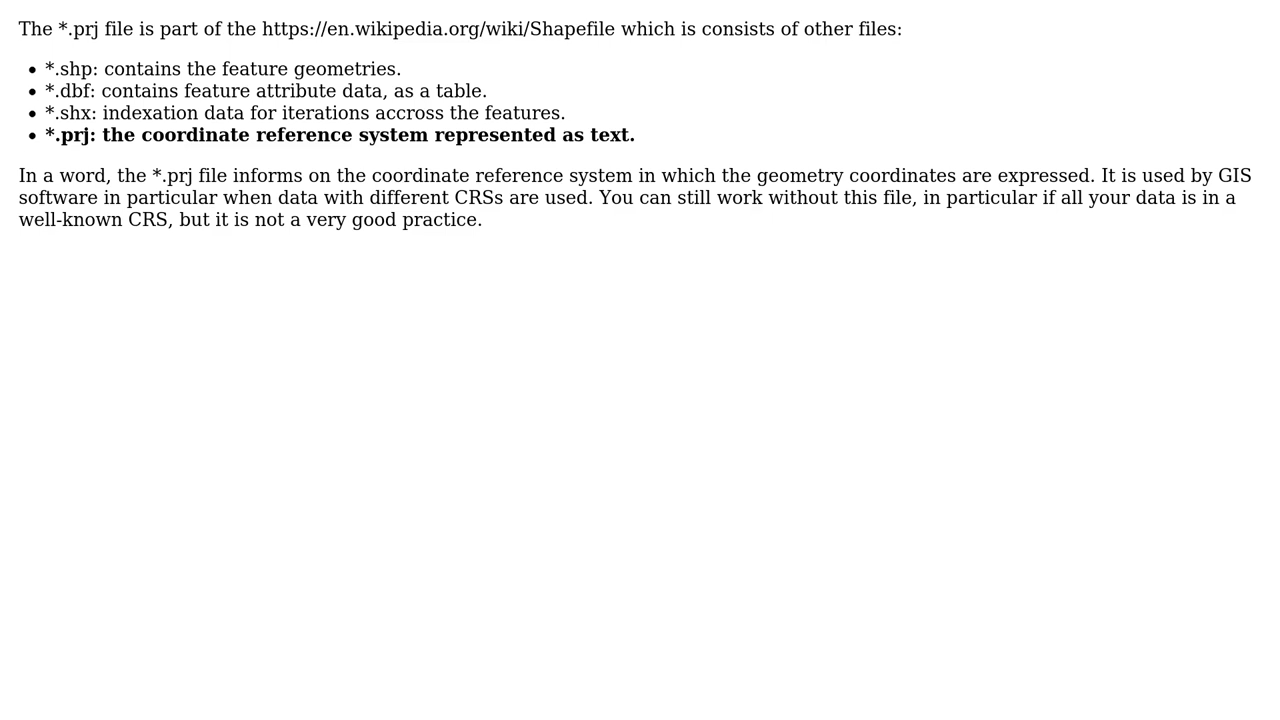 The *.prj file is part of the https://en.wikipedia.org/wiki/Shapefile which is consists of other files:
• *.shp: contains the feature geometries.
• *.dbf: contains feature attribute data, as a table.
• *.shx: indexation data for iterations accross the features.
• *.prj: the coordinate reference system represented as text.
In a word, the *.prj file informs on the coordinate reference system in which the geometry coordinates are expressed. It is used by GIS
software in particular when data with different CRSs are used. You can still work without this file, in particular if all your data is in a
well-known CRS, but it is not a very good practice.